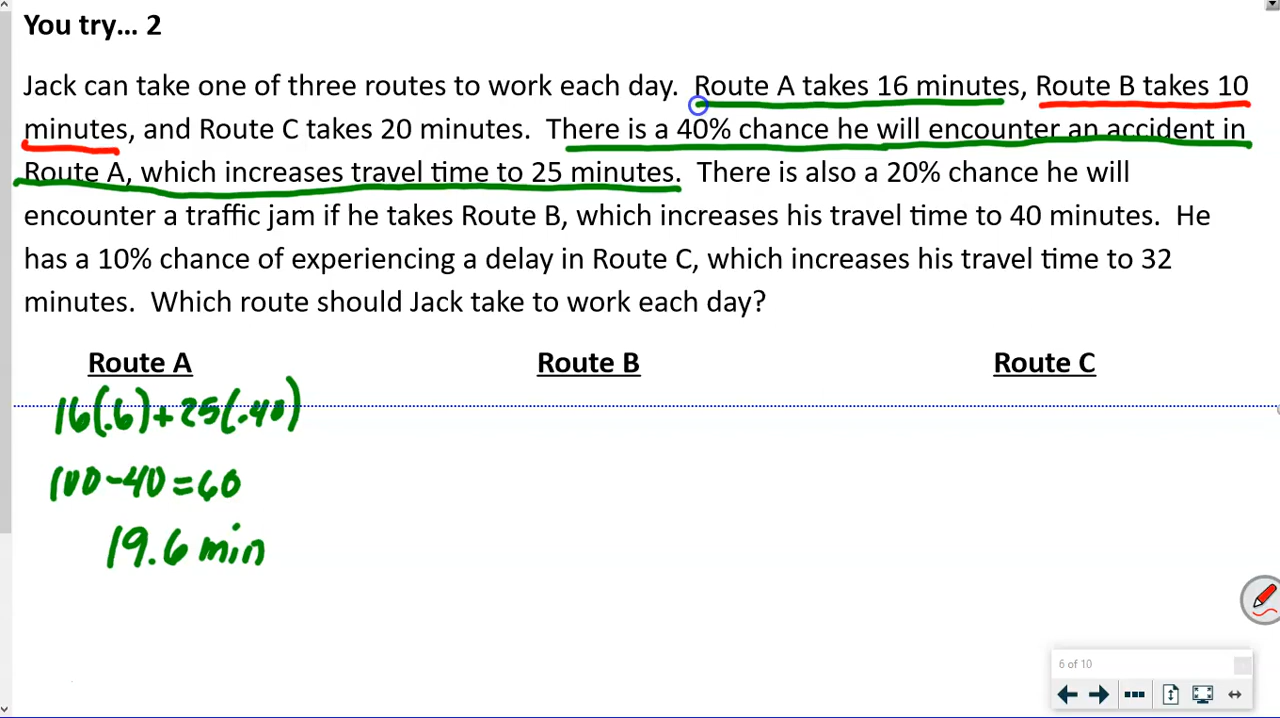 You try... 2
Jack can take one of three routes to work each day. Route A takes 16 minutes, Route B takes 10
minutes, and Route C takes 20 minutes. There is a 40% chance he will encounter an accident in
Route A, which increases travel time to 25 minutes. There is also a 20% chance he will
encounter a traffic jam if he takes Route B, which increases his travel time to 40 minutes. He
has a 10% chance of experiencing a delay in Route C, which increases his travel time to 32
minutes. Which route should Jack take to work each day?
Route A Route B Route C
16(.6)+25(.40)
100-40=60
19.6 min
6 of 10